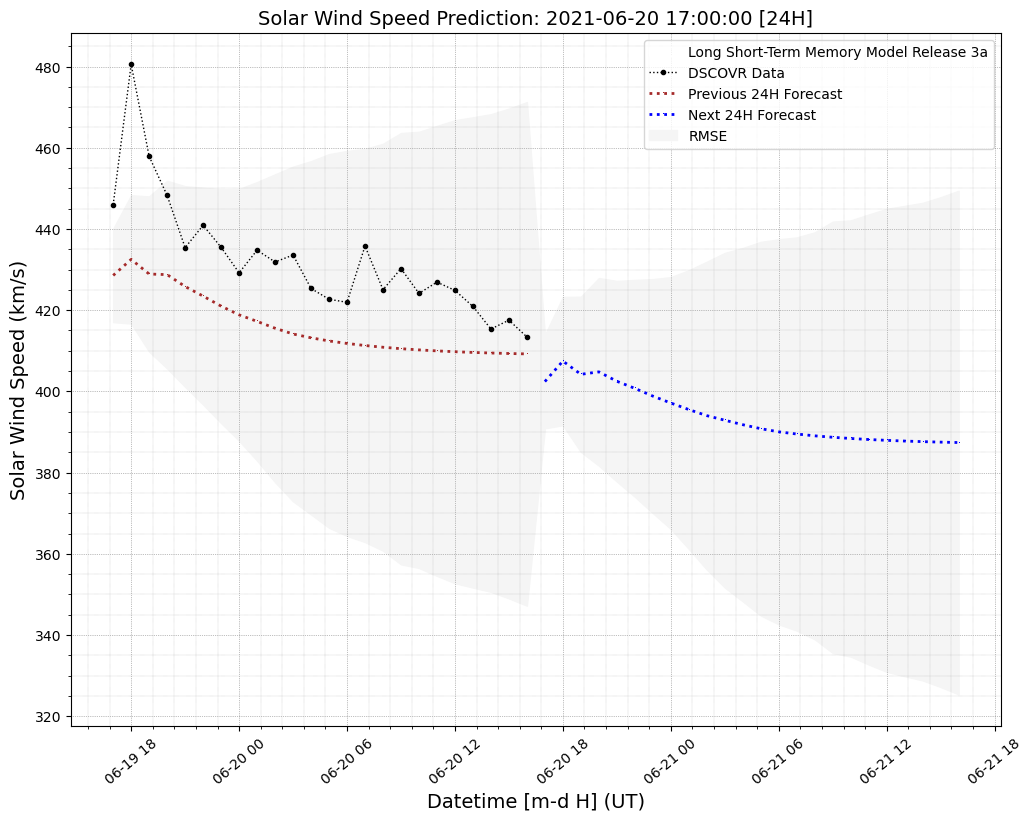 Solar Wind Speed Prediction: 2021-06-20 17:00:00 [24H]
Long Short-Term Memory Model Release 3a
DSCOVR Data
Previous 24H Forecast
Next 24H Forecast
RMSE
Solar Wind Speed (km/s)
480
460
440
420
400
380
360
340
320
06-19 18
06-20 00
06-20 06
06-20 12
06-20 18
06-21 00
06-21 06
06-21 12
06-21 18
Datetime [m-d H] (UT)